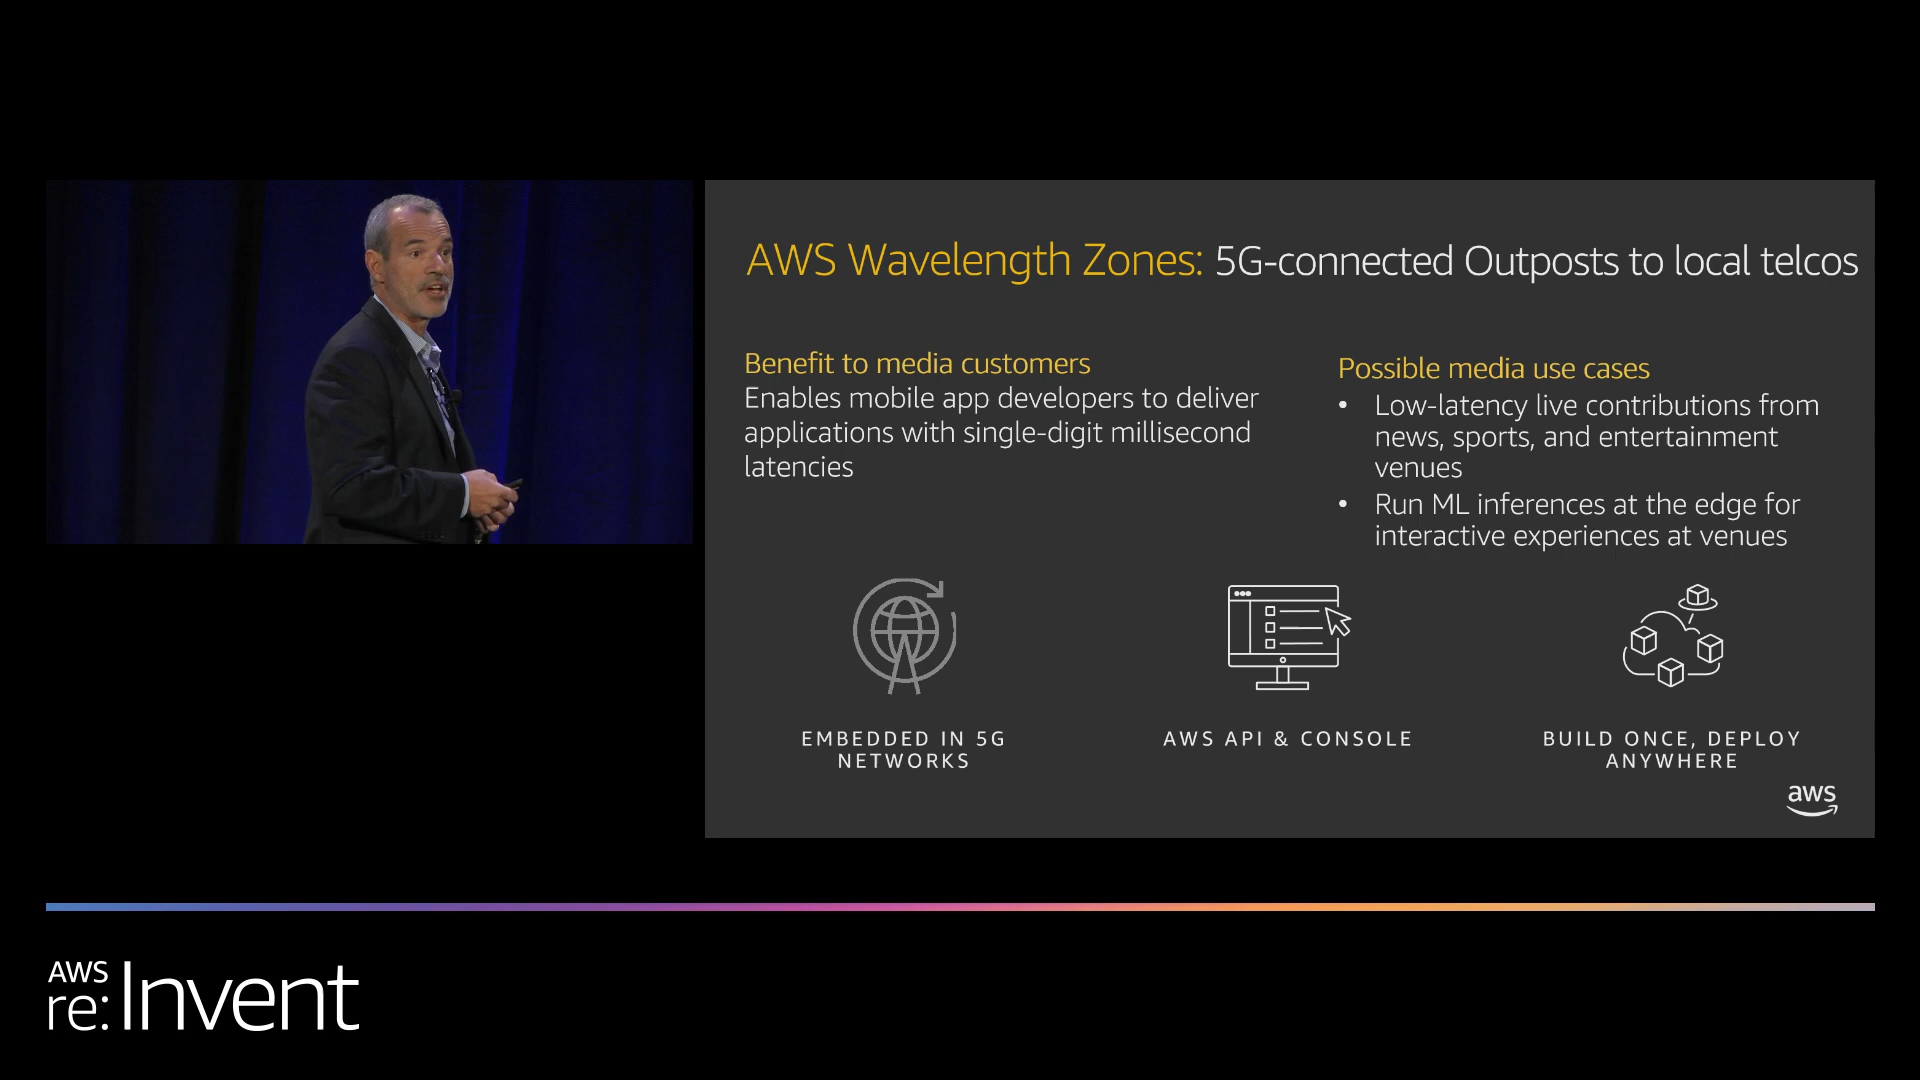 AWS Wavelength Zones: 5G-connected Outposts to local telcos
Benefit to media customers
Enables mobile app developers to deliver
applications with single-digit millisecond
latencies
Possible media use cases
• Low-latency live contributions from
news, sports, and entertainment
venues
• Run ML inferences at the edge for
interactive experiences at venues
EMBEDDED IN 5G
NETWORKS
AWS API & CONSOLE
BUILD ONCE, DEPLOY
ANYWHERE
aws
AWS
re:Invent